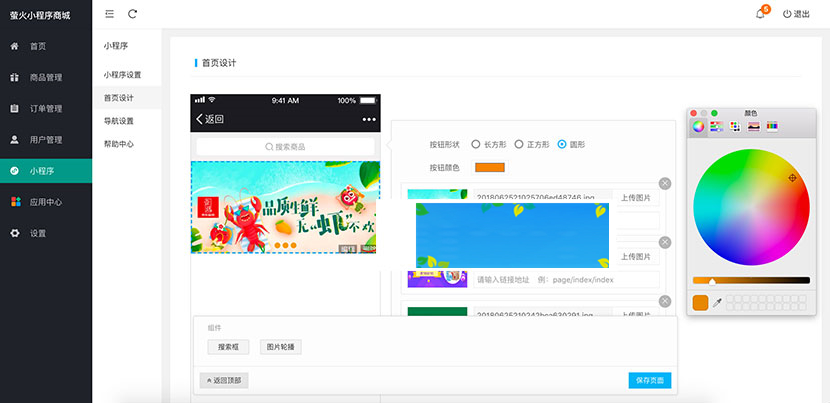 萤火小程序商城
5
退出
首页
商品管理
订单管理
用户管理
小程序
应用中心
设置
小程序
小程序设置
首页设计
导航设置
帮助中心
首页设计
9:41 AM 100%
返回
搜索商品
品质生鲜
无“虾”不欢
按钮形状 长方形 正方形 圆形
按钮颜色
上传图片
上传图片
请输入链接地址 例：page/index/index
上传图片
组件
搜索框 图片轮播
返回顶部
保存页面
颜色